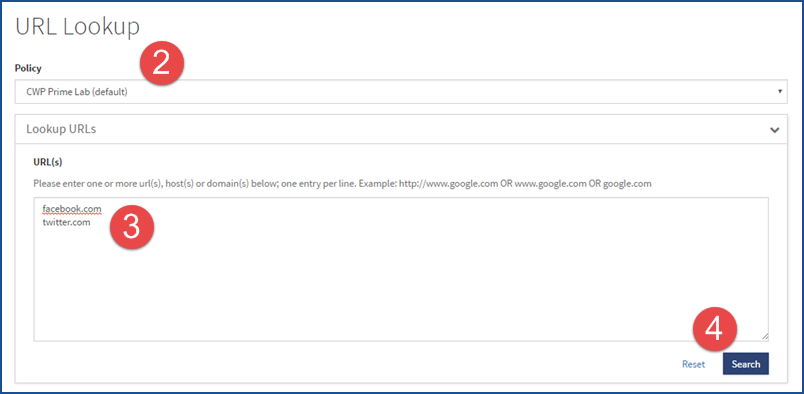 URL Lookup
2
Policy
CWP Prime Lab (default)
Lookup URLs
URL(s)
Please enter one or more url(s), host(s) or domain(s) below; one entry per line. Example: http://www.google.com OR www.google.com OR google.com
facebook.com
twitter.com
3
4
Reset
Search